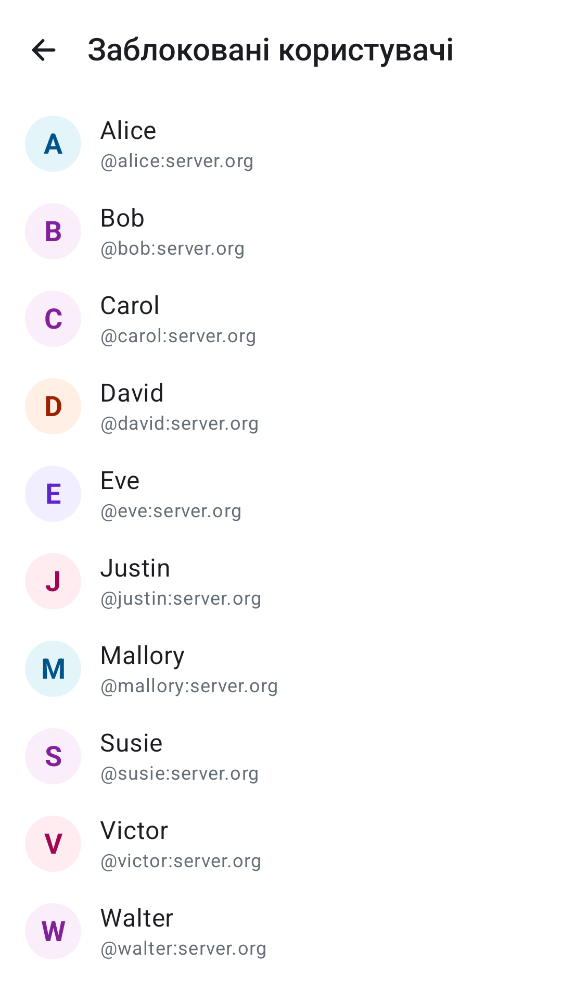 Заблоковані користувачі
A
Alice
@alice:server.org
B
Bob
@bob:server.org
C
Carol
@carol:server.org
D
David
@david:server.org
E
Eve
@eve:server.org
J
Justin
@justin:server.org
M
Mallory
@mallory:server.org
S
Susie
@susie:server.org
V
Victor
@victor:server.org
W
Walter
@walter:server.org